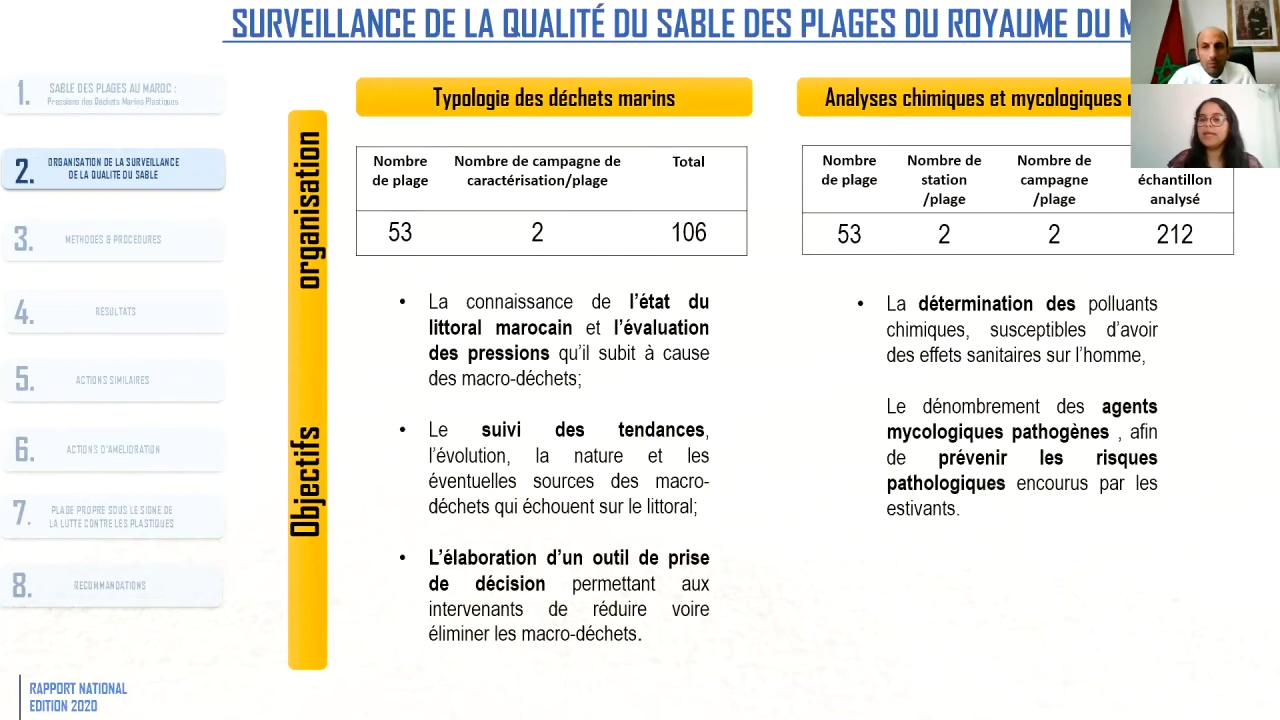 SURVEILLANCE DE LA QUALITÉ DU SABLE DES PLAGES DU ROYAUME DU
1. SABLE DES PLAGES AU MAROC :
Pressions des Déchets Marins Plastiques
2. ORGANISATION DE LA SURVEILLANCE
DE LA QUALITE DU SABLE
3. METHODES & PROCEDURES
4. RESULTATS
5. ACTIONS SIMILAIRES
6. ACTIONS D'AMELIORATION
7. PLAGE PROPRE SOUS LE SIGNE DE
LA LUTTE CONTRE LES PLASTIQUES
8. RECOMMANDATIONS
RAPPORT NATIONAL
EDITION 2020
organisation
Objectifs
Typologie des déchets marins
Nombre de plage
Nombre de campagne de caractérisation/plage
Total
53 2 106
• La connaissance de l'état du
littoral marocain et l'évaluation
des pressions qu'il subit à cause
des macro-déchets;
• Le suivi des tendances,
l'évolution, la nature et les
éventuelles sources des macro-
déchets qui échouent sur le littoral;
• L'élaboration d'un outil de prise
de décision permettant aux
intervenants de réduire voire
éliminer les macro-déchets.
Analyses chimiques et mycologiques
Nombre de plage
Nombre de station /plage
Nombre de campagne /plage
échantillon analysé
53 2 2 212
• La détermination des polluants
chimiques, susceptibles d'avoir
des effets sanitaires sur l'homme,
Le dénombrement des agents
mycologiques pathogènes , afin
de prévenir les risques
pathologiques encourus par les
estivants.